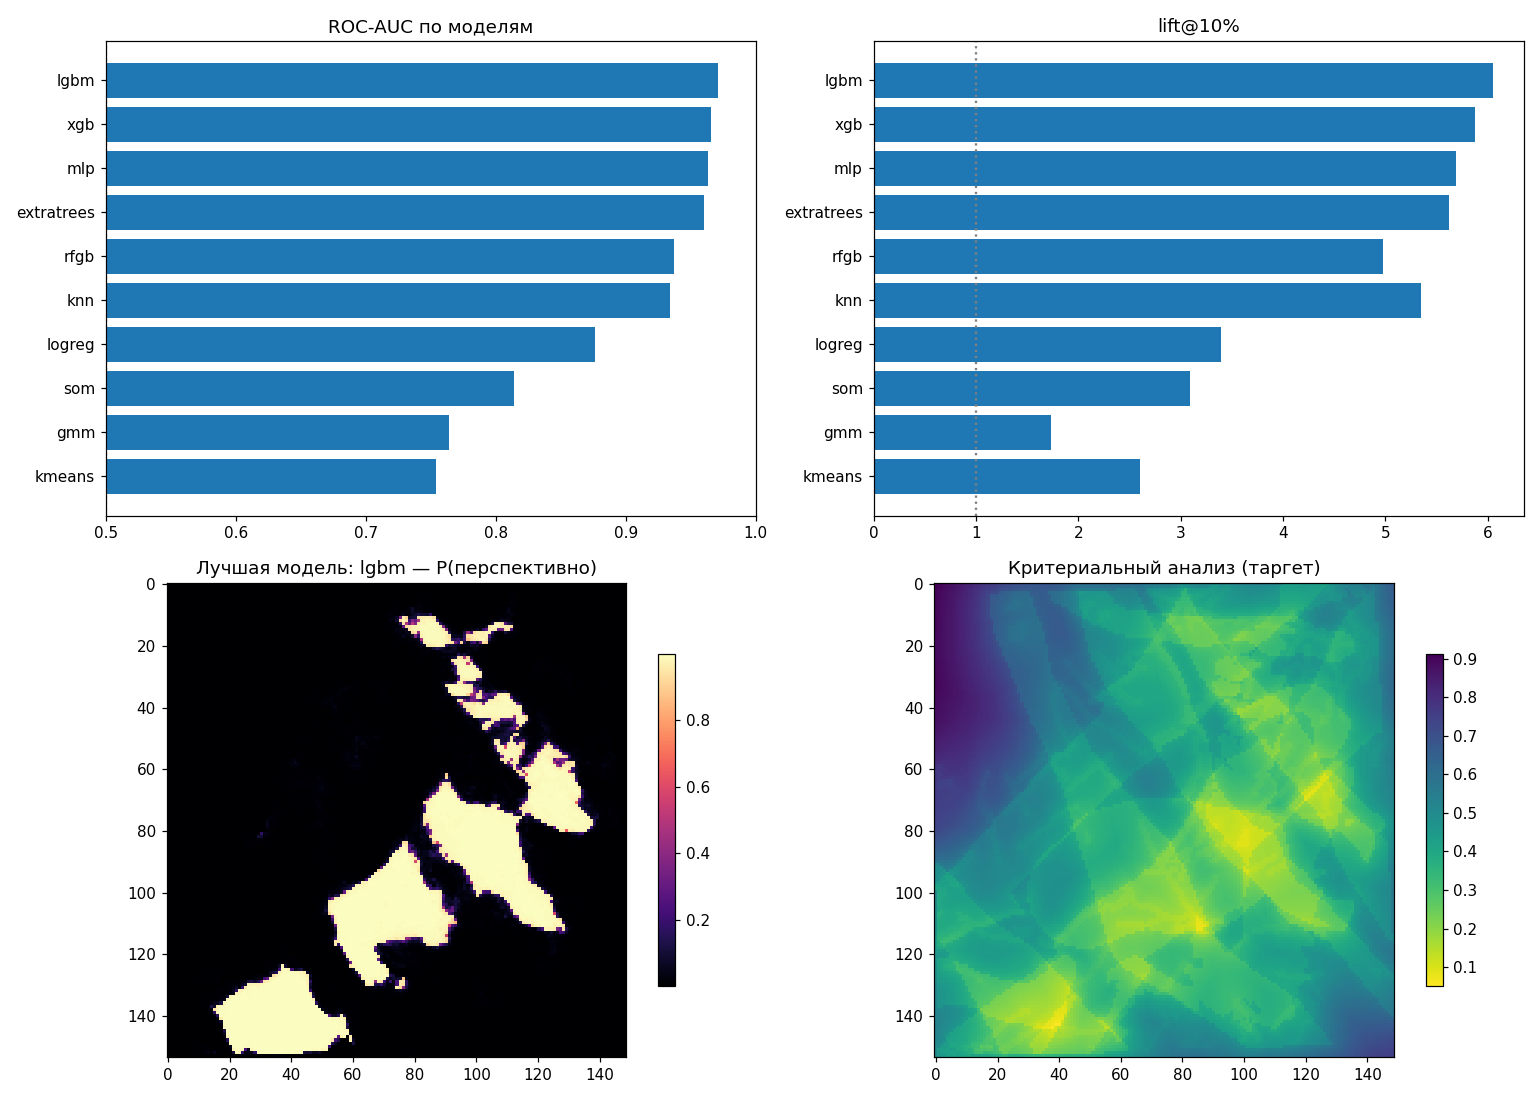 ROC-AUC по моделям
lgbm
xgb
mlp
extratrees
rfgb
knn
logreg
som
gmm
kmeans
0.5 0.6 0.7 0.8 0.9 1.0
lift@10%
lgbm
xgb
mlp
extratrees
rfgb
knn
logreg
som
gmm
kmeans
0 1 2 3 4 5 6
Лучшая модель: lgbm — P(перспективно)
0
20
40
60
80
100
120
140
0 20 40 60 80 100 120 140
0.8
0.6
0.4
0.2
Критериальный анализ (таргет)
0
20
40
60
80
100
120
140
0 20 40 60 80 100 120 140
0.9
0.8
0.7
0.6
0.5
0.4
0.3
0.2
0.1